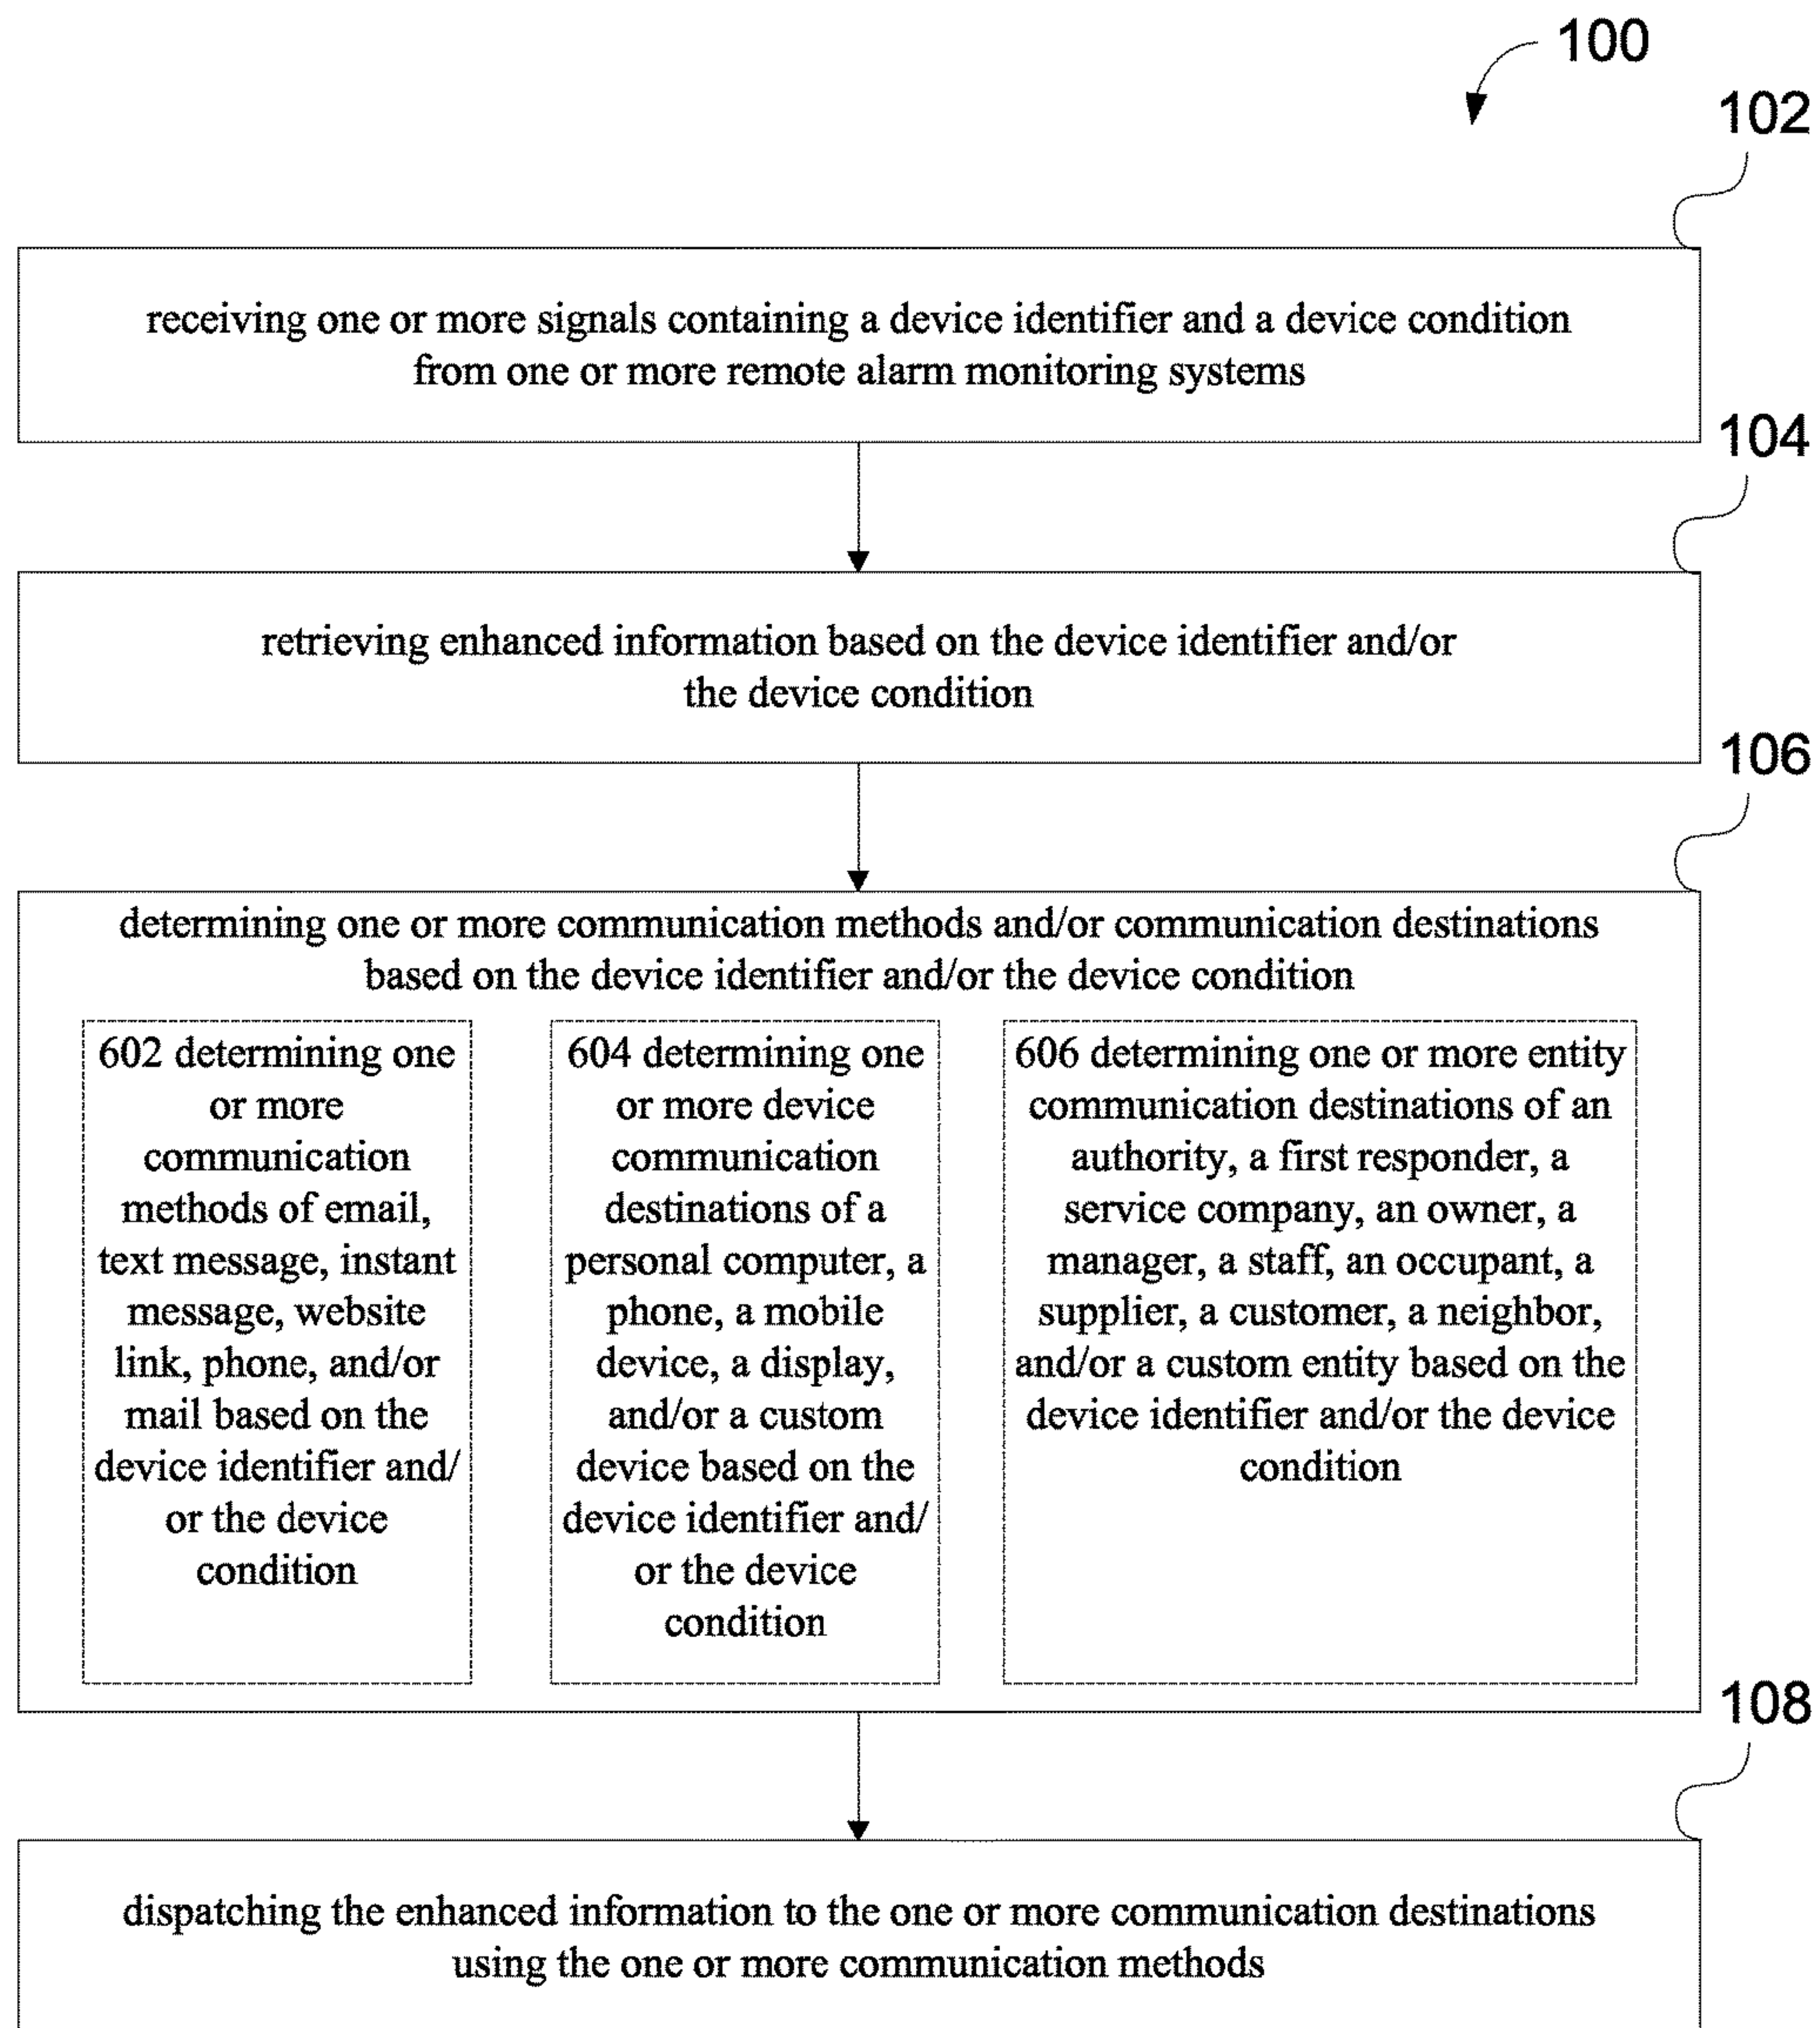 100
102
receiving one or more signals containing a device identifier and a device condition
from one or more remote alarm monitoring systems
104
retrieving enhanced information based on the device identifier and/or
the device condition
106
determining one or more communication methods and/or communication destinations
based on the device identifier and/or the device condition
602 determining one
or more
communication
methods of email,
text message, instant
message, website
link, phone, and/or
mail based on the
device identifier and/
or the device
condition
604 determining one
or more device
communication
destinations of a
personal computer, a
phone, a mobile
device, a display,
and/or a custom
device based on the
device identifier and/
or the device
condition
606 determining one or more entity
communication destinations of an
authority, a first responder, a
service company, an owner, a
manager, a staff, an occupant, a
supplier, a customer, a neighbor,
and/or a custom entity based on the
device identifier and/or the device
condition
108
dispatching the enhanced information to the one or more communication destinations
using the one or more communication methods